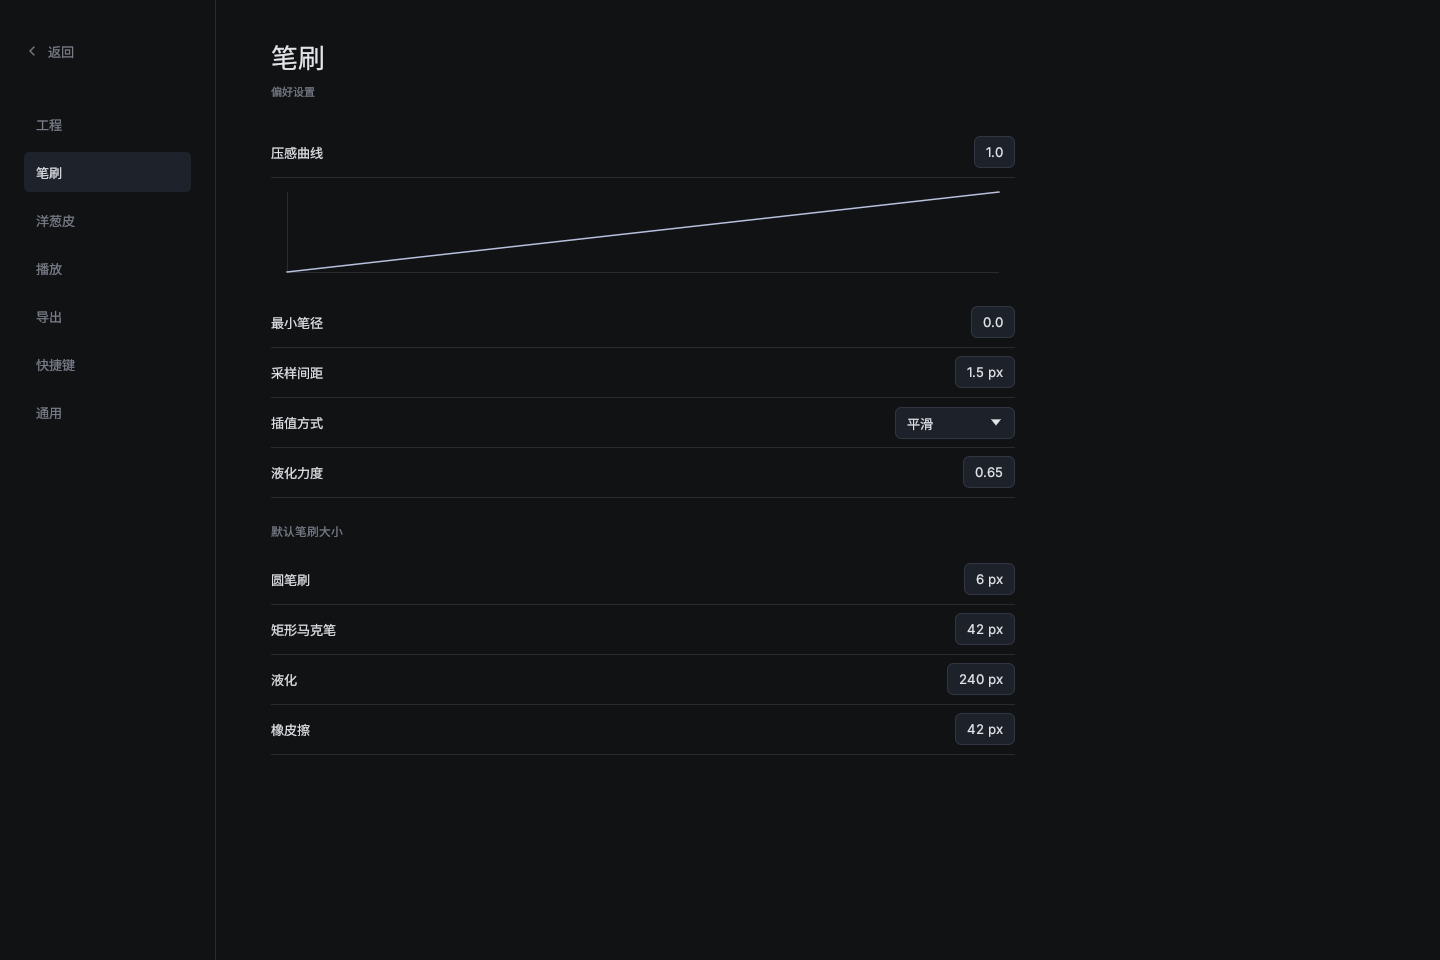 返回
工程
笔刷
洋葱皮
播放
导出
快捷键
通用
笔刷
偏好设置
压感曲线 1.0
最小笔径 0.0
采样间距 1.5 px
插值方式 平滑
液化力度 0.65
默认笔刷大小
圆笔刷 6 px
矩形马克笔 42 px
液化 240 px
橡皮擦 42 px